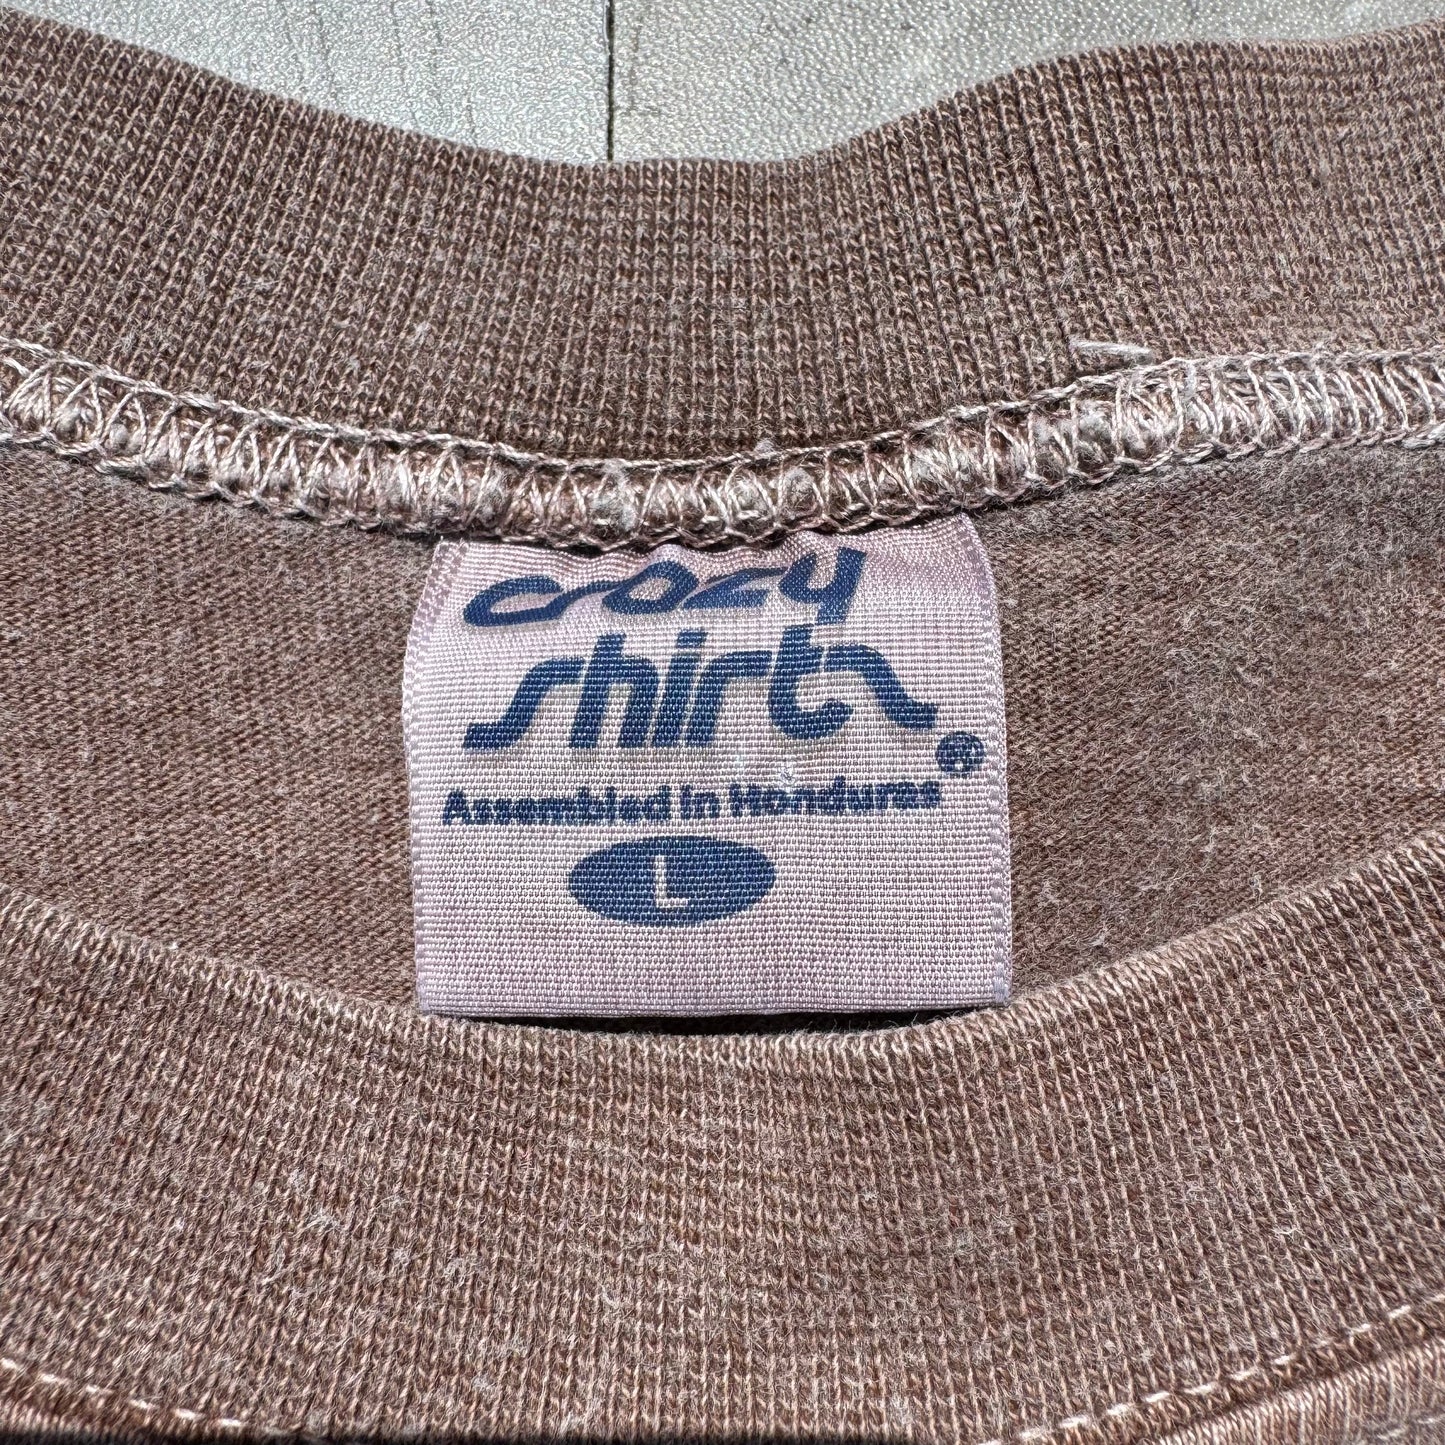 crazy
shirts
®
Assembled in Honduras
L